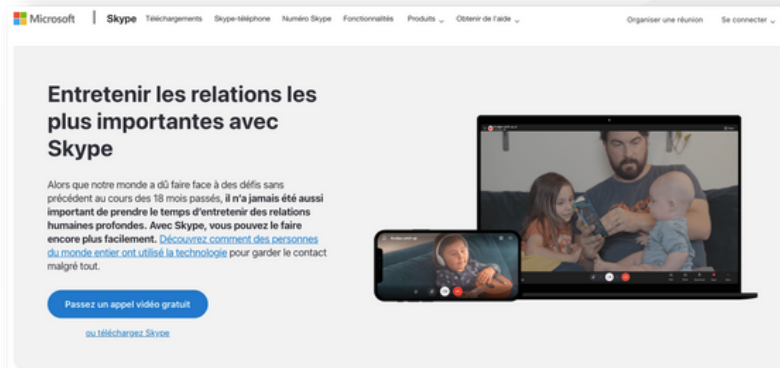 Microsoft Skype Téléchargements Skype-téléphone Numéro Skype Fonctionnalités Produits Obtenir de l'aide Organiser une réunion Se connecter
Entretenir les relations les
plus importantes avec
Skype
Alors que notre monde a dû faire face à des défis sans
précédent au cours des 18 mois passés, il n'a jamais été aussi
important de prendre le temps d'entretenir des relations
humaines profondes. Avec Skype, vous pouvez le faire
encore plus facilement. Découvrez comment des personnes
du monde entier ont utilisé la technologie pour garder le contact
malgré tout.
Passez un appel vidéo gratuit
ou téléchargez Skype